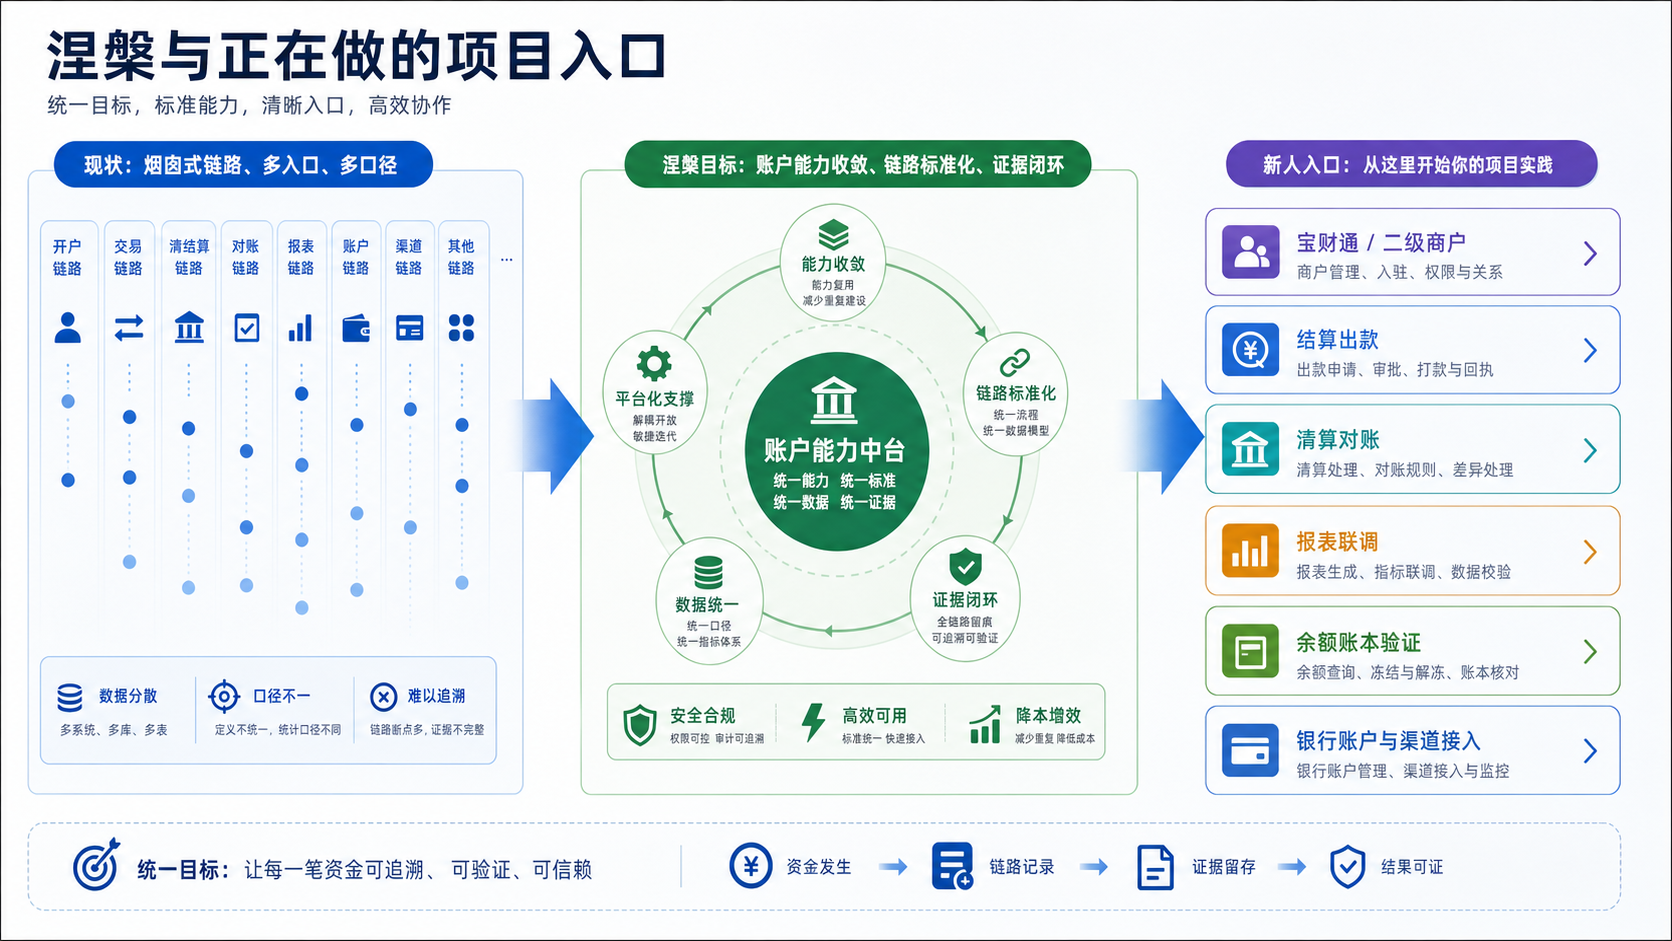 涅槃与正在做的项目入口
统一目标，标准能力，清晰入口，高效协作
现状：烟囱式链路、多入口、多口径
开户
链路
交易
链路
清结算
链路
对账
链路
报表
链路
账户
链路
渠道
链路
其他
链路
...
数据分散
多系统、多库、多表
口径不一
定义不统一，统计口径不同
难以追溯
链路断点多，证据不完整
涅槃目标：账户能力收敛、链路标准化、证据闭环
能力收敛
能力复用
减少重复建设
链路标准化
统一流程
统一数据模型
证据闭环
全链路留痕
可追溯可验证
数据统一
统一口径
统一指标体系
平台化支撑
解耦开放
敏捷迭代
账户能力中台
统一能力 统一标准
统一数据 统一证据
安全合规
权限可控 审计可追溯
高效可用
标准统一 快速接入
降本增效
减少重复 降低成本
新人入口：从这里开始你的项目实践
宝财通 / 二级商户
商户管理、入驻、权限与关系
结算出款
出款申请、审批、打款与回执
清算对账
清算处理、对账规则、差异处理
报表联调
报表生成、指标联调、数据校验
余额账本验证
余额查询、冻结与解冻、账本核对
银行账户与渠道接入
银行账户管理、渠道接入与监控
统一目标：让每一笔资金可追溯、可验证、可信赖
资金发生
链路记录
证据留存
结果可证